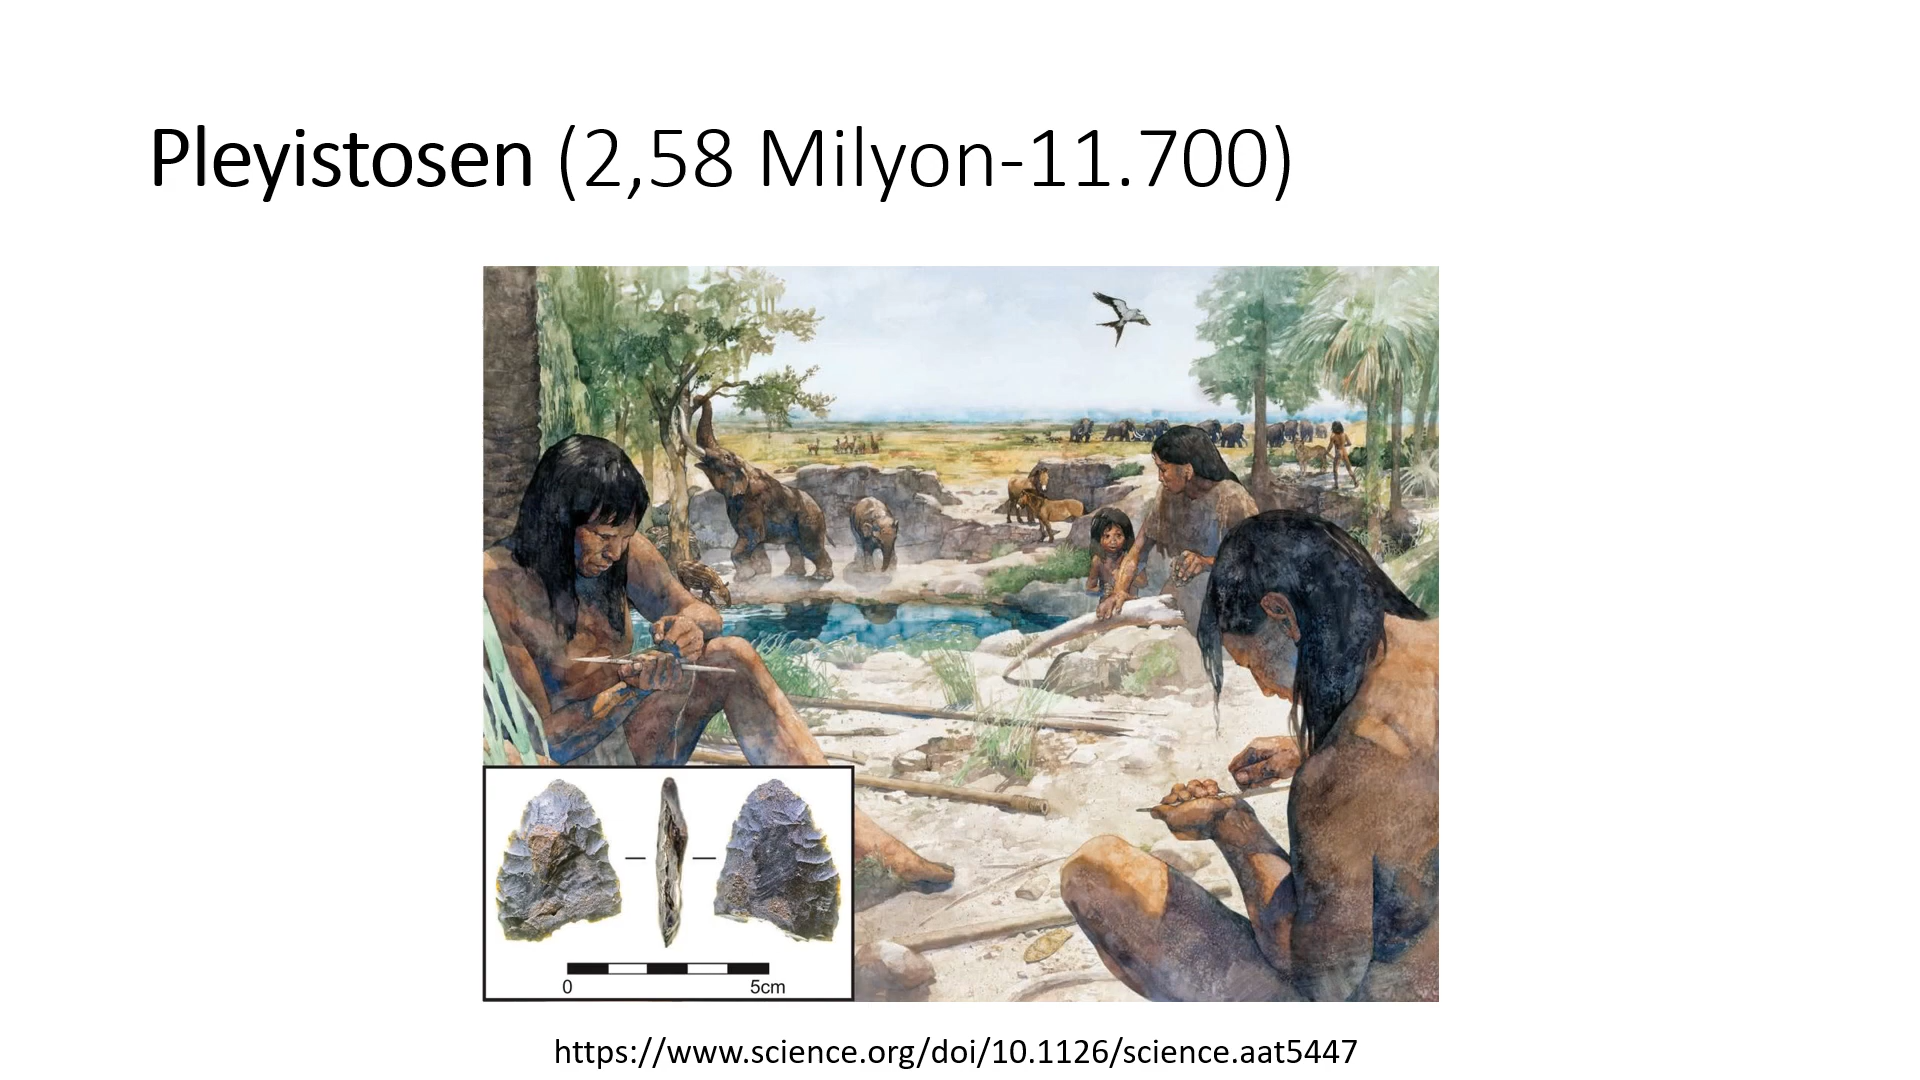 Pleyistosen (2,58 Milyon-11.700)
0 5cm
https://www.science.org/doi/10.1126/science.aat5447